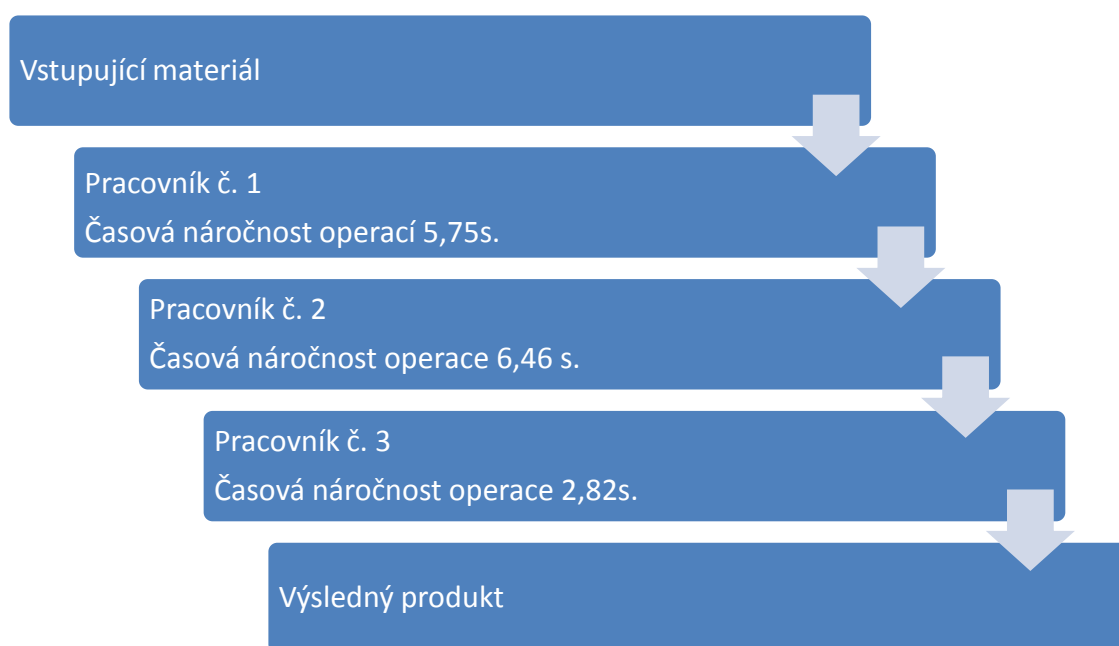 Vstupující materiál
Pracovník č. 1
Časová náročnost operací 5,75s.
Pracovník č. 2
Časová náročnost operace 6,46 s.
Pracovník č. 3
Časová náročnost operace 2,82s.
Výsledný produkt